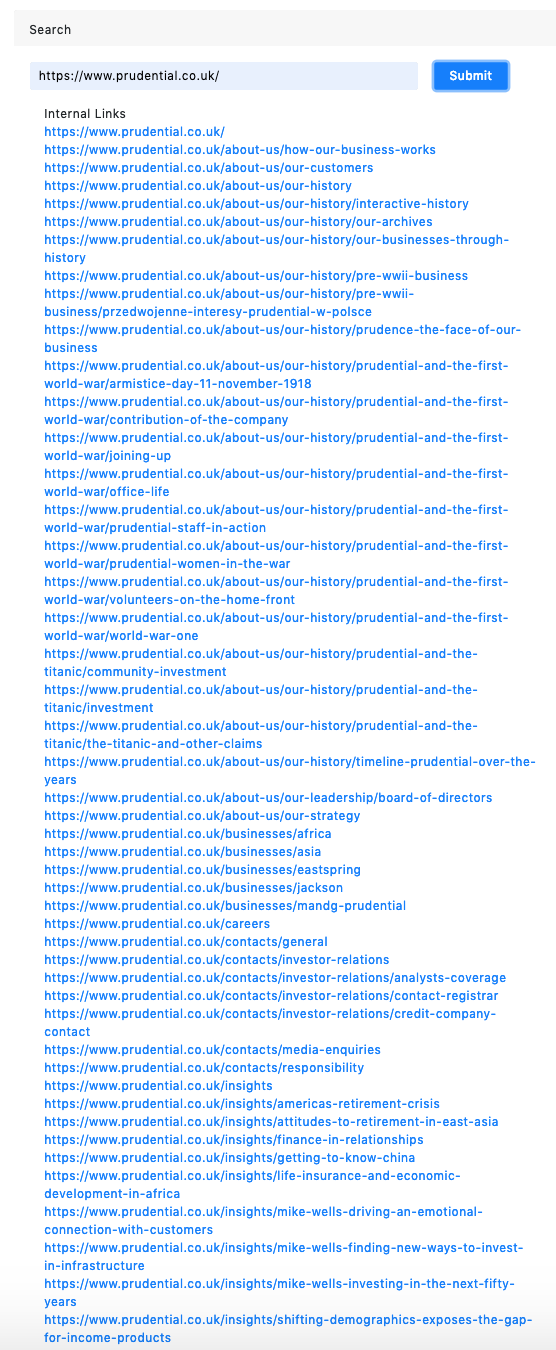 Search
https://www.prudential.co.uk/
Submit
Internal Links
https://www.prudential.co.uk/
https://www.prudential.co.uk/about-us/how-our-business-works
https://www.prudential.co.uk/about-us/our-customers
https://www.prudential.co.uk/about-us/our-history
https://www.prudential.co.uk/about-us/our-history/interactive-history
https://www.prudential.co.uk/about-us/our-history/our-archives
https://www.prudential.co.uk/about-us/our-history/our-businesses-through-
history
https://www.prudential.co.uk/about-us/our-history/pre-wwii-business
https://www.prudential.co.uk/about-us/our-history/pre-wwii-
business/przedwojenne-interesy-prudential-w-polsce
https://www.prudential.co.uk/about-us/our-history/prudence-the-face-of-our-
business
https://www.prudential.co.uk/about-us/our-history/prudential-and-the-first-
world-war/armistice-day-11-november-1918
https://www.prudential.co.uk/about-us/our-history/prudential-and-the-first-
world-war/contribution-of-the-company
https://www.prudential.co.uk/about-us/our-history/prudential-and-the-first-
world-war/joining-up
https://www.prudential.co.uk/about-us/our-history/prudential-and-the-first-
world-war/office-life
https://www.prudential.co.uk/about-us/our-history/prudential-and-the-first-
world-war/prudential-staff-in-action
https://www.prudential.co.uk/about-us/our-history/prudential-and-the-first-
world-war/prudential-women-in-the-war
https://www.prudential.co.uk/about-us/our-history/prudential-and-the-first-
world-war/volunteers-on-the-home-front
https://www.prudential.co.uk/about-us/our-history/prudential-and-the-first-
world-war/world-war-one
https://www.prudential.co.uk/about-us/our-history/prudential-and-the-
titanic/community-investment
https://www.prudential.co.uk/about-us/our-history/prudential-and-the-
titanic/investment
https://www.prudential.co.uk/about-us/our-history/prudential-and-the-
titanic/the-titanic-and-other-claims
https://www.prudential.co.uk/about-us/our-history/timeline-prudential-over-the-
years
https://www.prudential.co.uk/about-us/our-leadership/board-of-directors
https://www.prudential.co.uk/about-us/our-strategy
https://www.prudential.co.uk/businesses/africa
https://www.prudential.co.uk/businesses/asia
https://www.prudential.co.uk/businesses/eastspring
https://www.prudential.co.uk/businesses/jackson
https://www.prudential.co.uk/businesses/mandg-prudential
https://www.prudential.co.uk/careers
https://www.prudential.co.uk/contacts/general
https://www.prudential.co.uk/contacts/investor-relations
https://www.prudential.co.uk/contacts/investor-relations/analysts-coverage
https://www.prudential.co.uk/contacts/investor-relations/contact-registrar
https://www.prudential.co.uk/contacts/investor-relations/credit-company-
contact
https://www.prudential.co.uk/contacts/media-enquiries
https://www.prudential.co.uk/contacts/responsibility
https://www.prudential.co.uk/insights
https://www.prudential.co.uk/insights/americas-retirement-crisis
https://www.prudential.co.uk/insights/attitudes-to-retirement-in-east-asia
https://www.prudential.co.uk/insights/finance-in-relationships
https://www.prudential.co.uk/insights/getting-to-know-china
https://www.prudential.co.uk/insights/life-insurance-and-economic-
development-in-africa
https://www.prudential.co.uk/insights/mike-wells-driving-an-emotional-
connection-with-customers
https://www.prudential.co.uk/insights/mike-wells-finding-new-ways-to-invest-
in-infrastructure
https://www.prudential.co.uk/insights/mike-wells-investing-in-the-next-fifty-
years
https://www.prudential.co.uk/insights/shifting-demographics-exposes-the-gap-
for-income-products